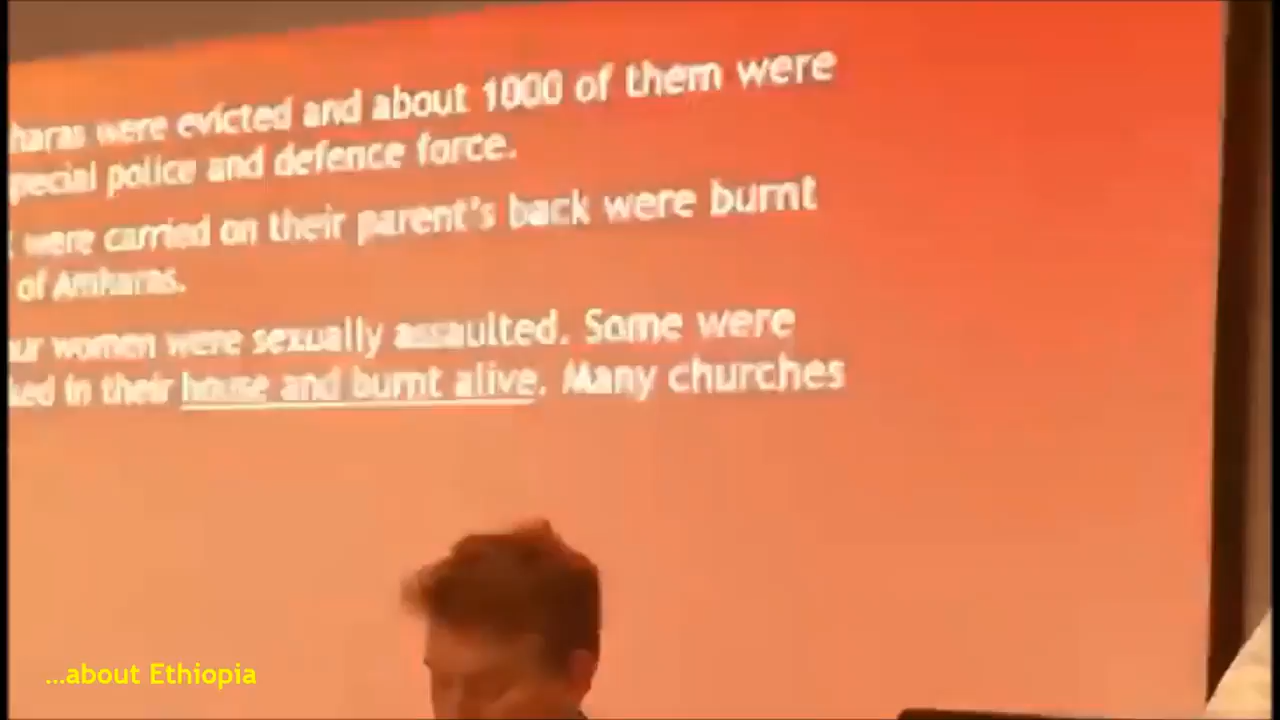 haras were evicted and about 1000 of them were
pecial police and defence force.
were carried on their parent's back were burnt
of Amharas.
ur women were sexually assaulted. Some were
ked in their house and burnt alive. Many churches
...about Ethiopia